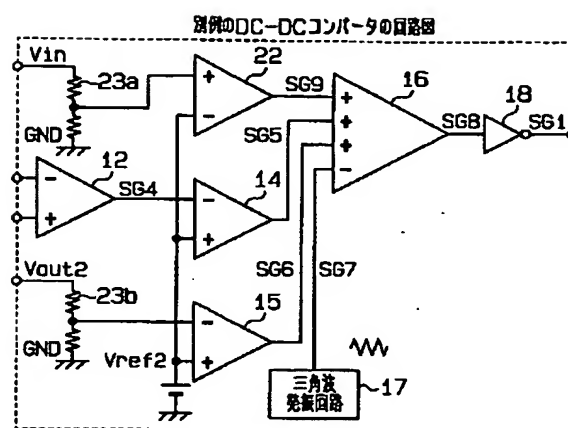 別例のDC-DCコンバータの回路図
Vin
23a
GND
22
SG9
16
SG5
SG8
18
SG1
12
SG4
14
Vout2
23b
GND
SG6
SG7
15
Vref2
三角波
発振回路
17